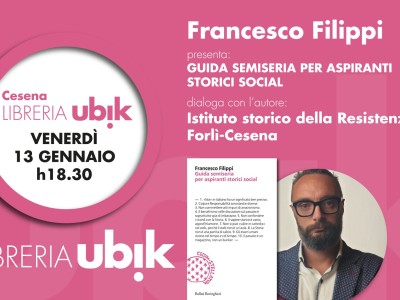 Francesco Filippi
presenta:
GUIDA SEMISERIA PER ASPIRANTI
STORICI SOCIAL
dialoga con l'autore:
Istituto storico della Resisten
Forlì-Cesena
Cesena
LIBRERIA ubik
VENERDÌ
13 GENNAIO
h18.30
BRERIA ubik
Francesco Filippi
Guida semiseria
per aspiranti storici social
Bollati Boringhieri